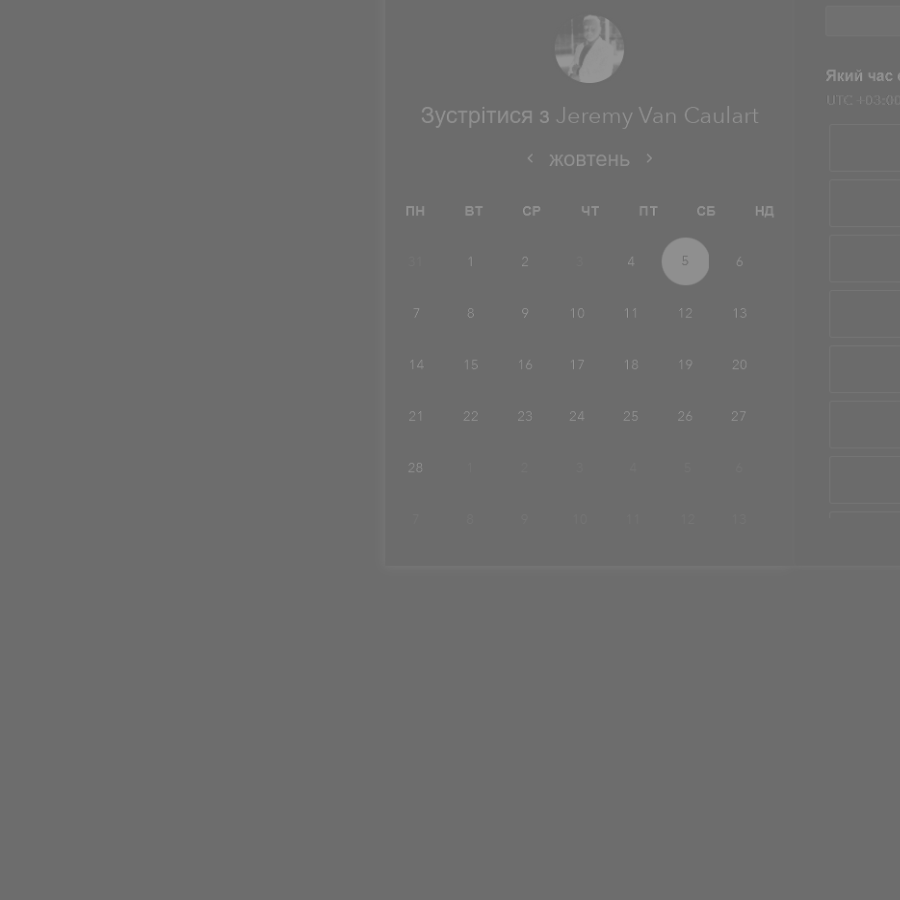 Зустрітися з Jeremy Van Caulart
жовтень
ПН ВТ СР ЧТ ПТ СБ НД
31 1 2 3 4 5 6
7 8 9 10 11 12 13
14 15 16 17 18 19 20
21 22 23 24 25 26 27
28 1 2 3 4 5 6
7 8 9 10 11 12 13
Який час
UTC +03:00